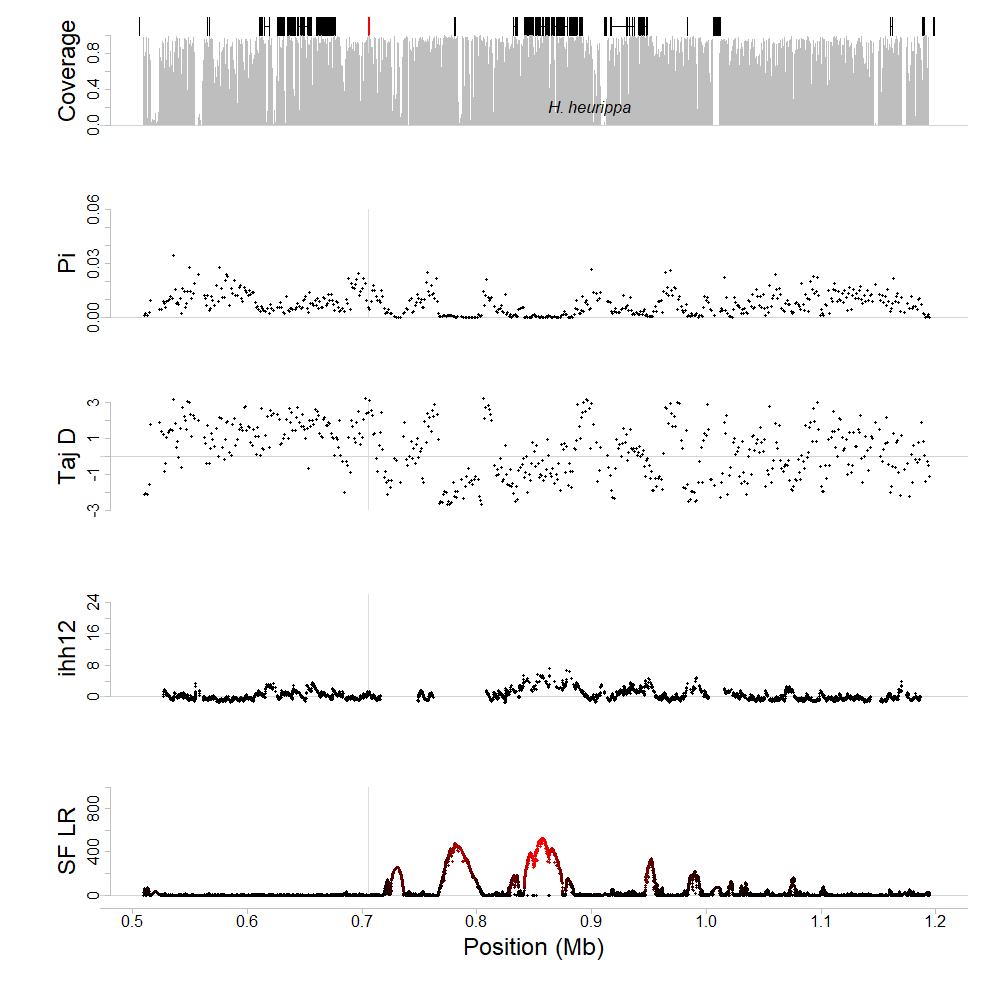 Coverage
0.0 0.4 0.8
H. heurippa
Pi
0.00 0.03 0.06
Taj D
-3 -1 1 3
ihh12
0 8 16 24
SF LR
0 400 800
0.5 0.6 0.7 0.8 0.9 1.0 1.1 1.2
Position (Mb)